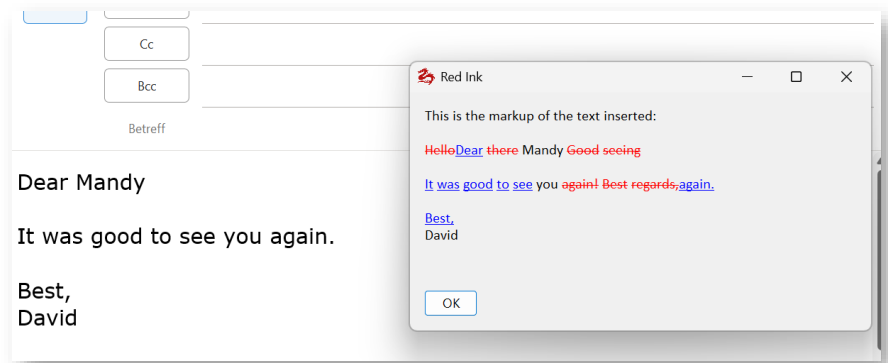 Cc
Bcc
Betreff
Dear Mandy
It was good to see you again.
Best,
David
Red Ink
This is the markup of the text inserted:
HelloDear there Mandy Good seeing
It was good to see you again! Best regards,again.
Best,
David
OK